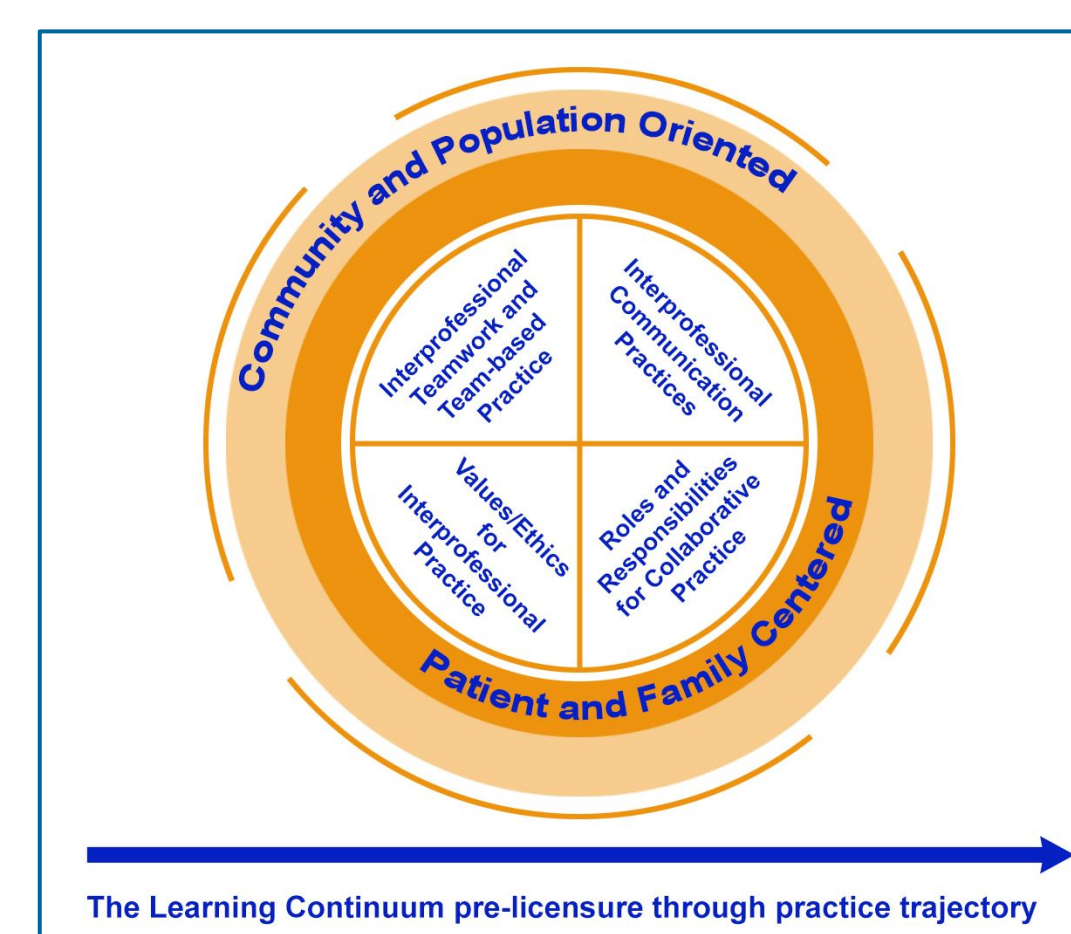 Community and Population Oriented
Interprofessional
Teamwork and
Team-based
Practice
Interprofessional
Communication
Practices
Values/Ethics
for
Interprofessional
Practice
Roles and
Responsibilities
for Collaborative
Practice
Patient and Family Centered
The Learning Continuum pre-licensure through practice trajectory